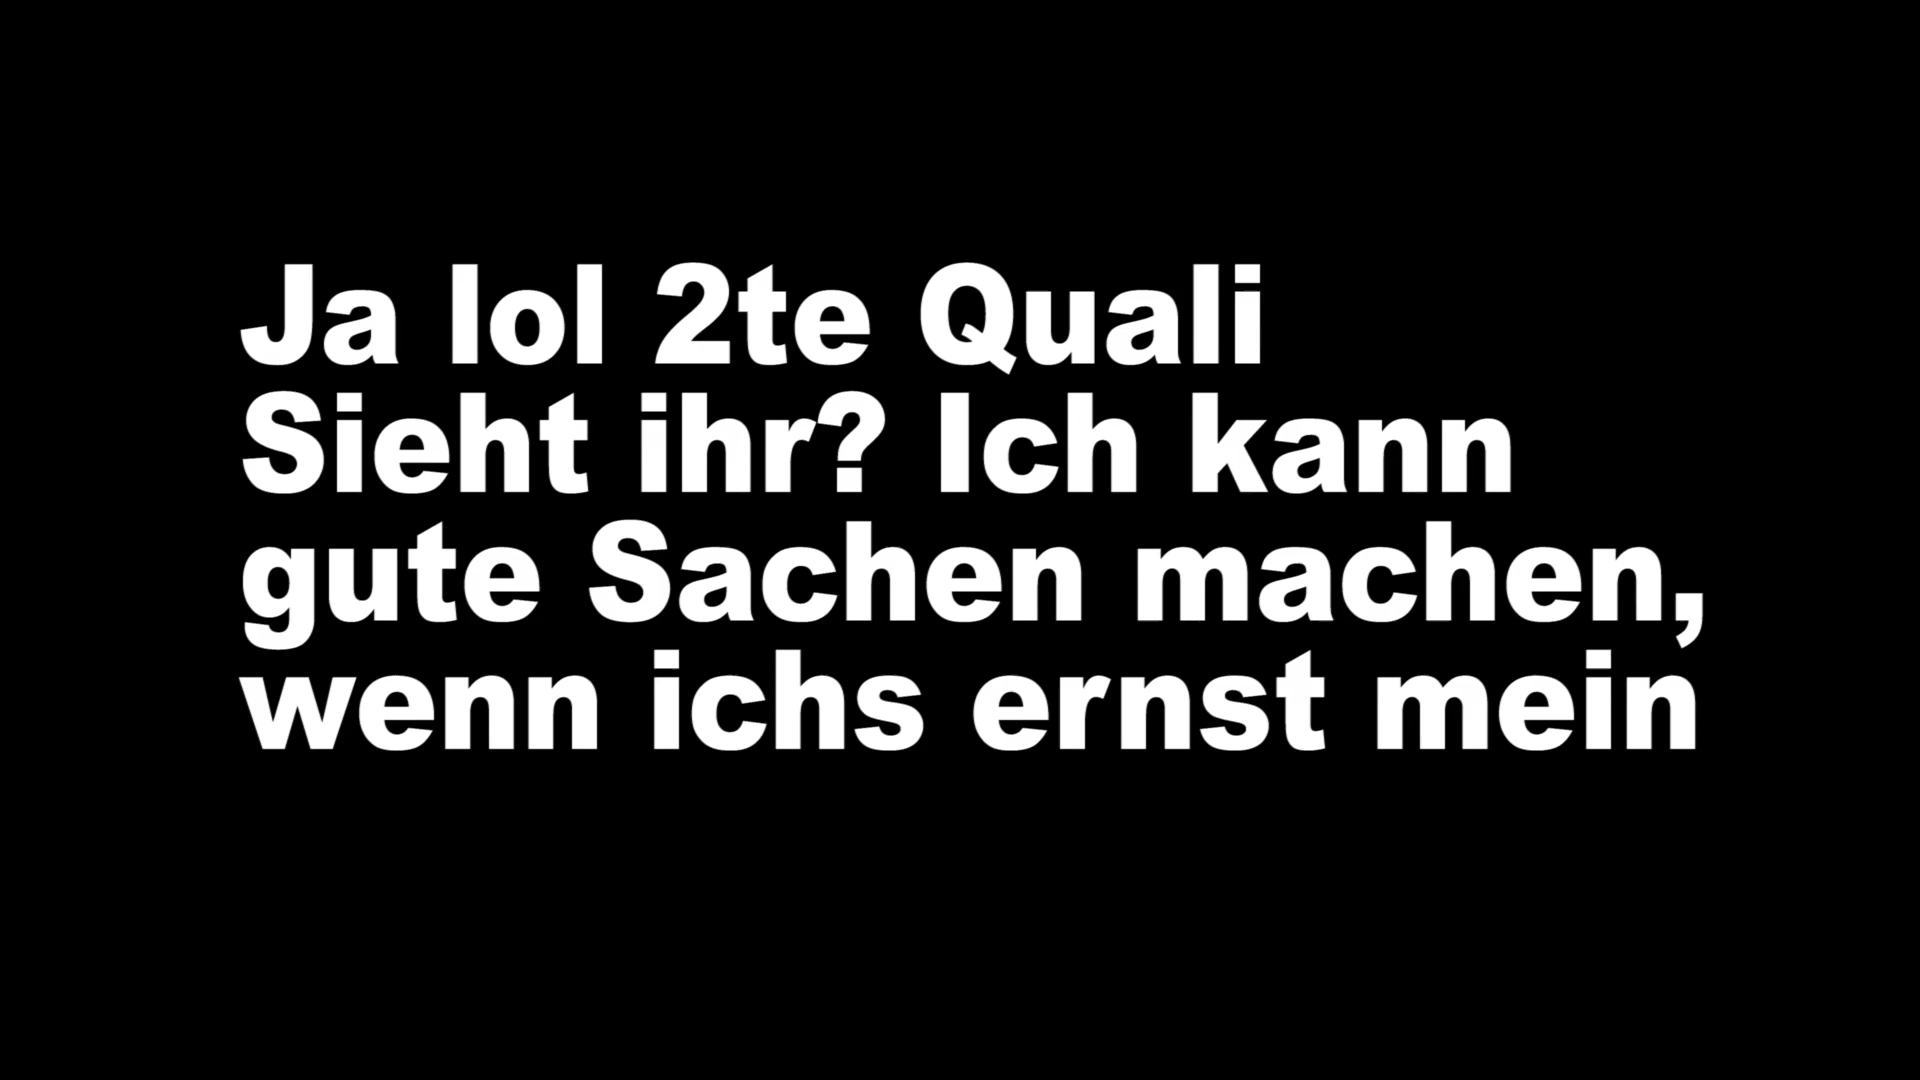 Ja lol 2te Quali
Sieht ihr? Ich kann
gute Sachen machen,
wenn ichs ernst mein